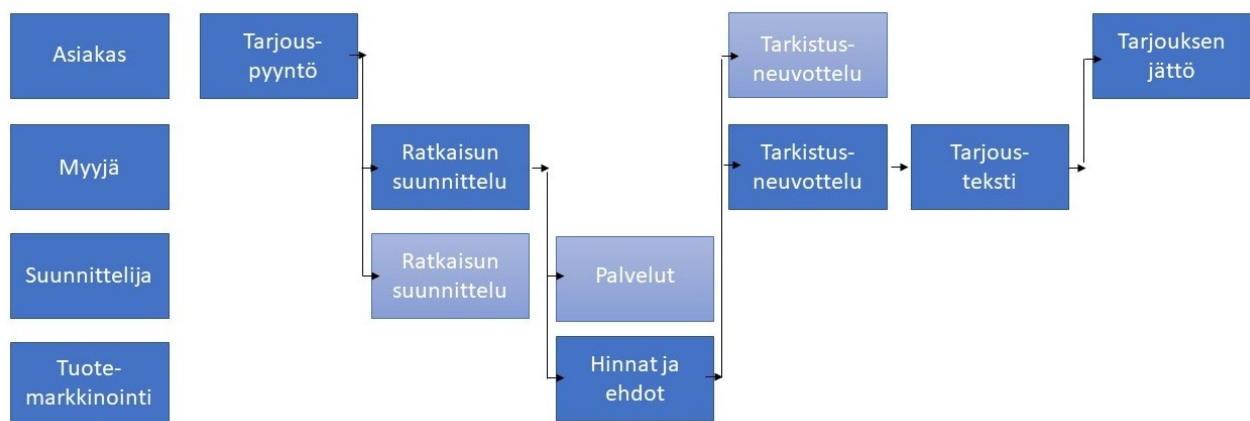 Asiakas
Tarjous-
pyyntö
Tarkistus-
neuvottelu
Tarjouksen
jättö
Myyjä
Ratkaisun
suunnittelu
Tarkistus-
neuvottelu
Tarjous-
teksti
Suunnittelija
Ratkaisun
suunnittelu
Palvelut
Tuote-
markkinointi
Hinnat ja
ehdot